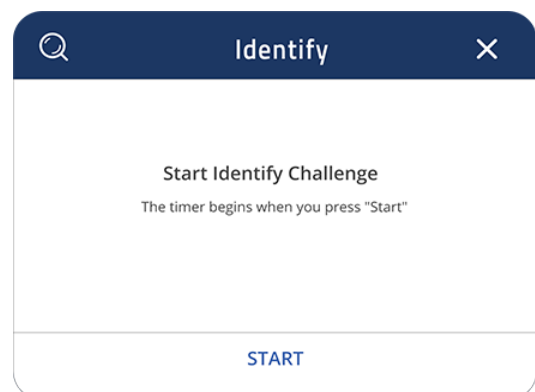 Identify
Start Identify Challenge
The timer begins when you press "Start"
START